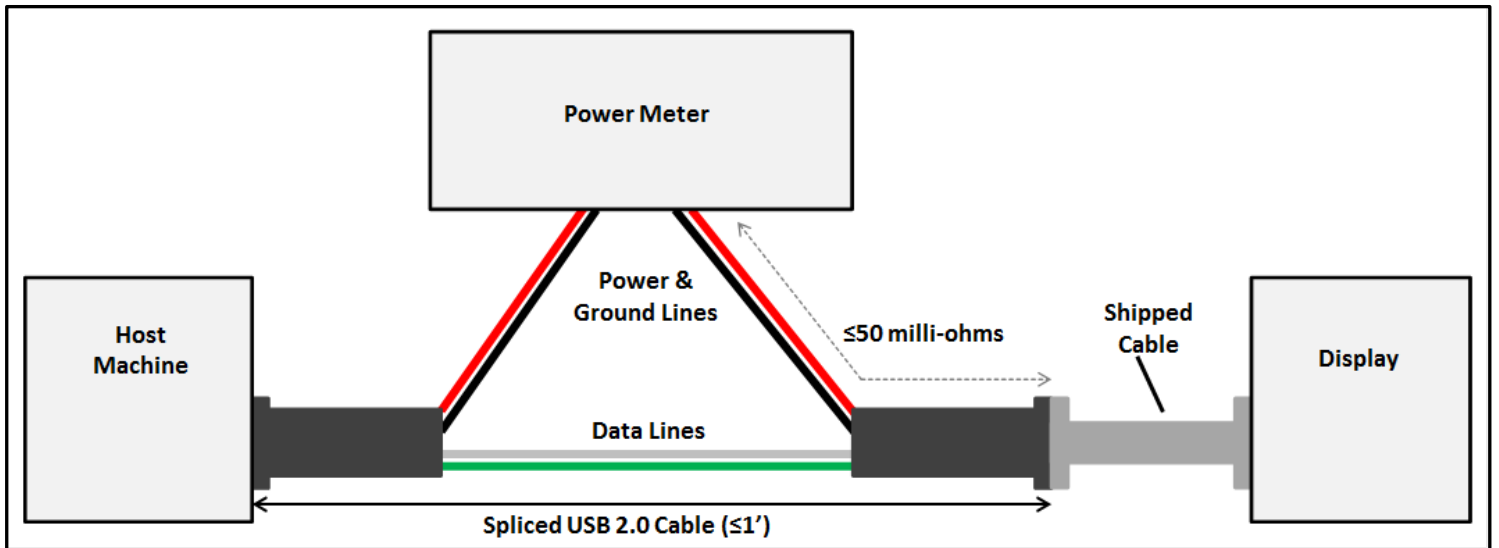 Power Meter
Host
Machine
Power &
Ground Lines
≤50 milli-ohms
Shipped
Cable
Display
Data Lines
Spliced USB 2.0 Cable (≤1’)